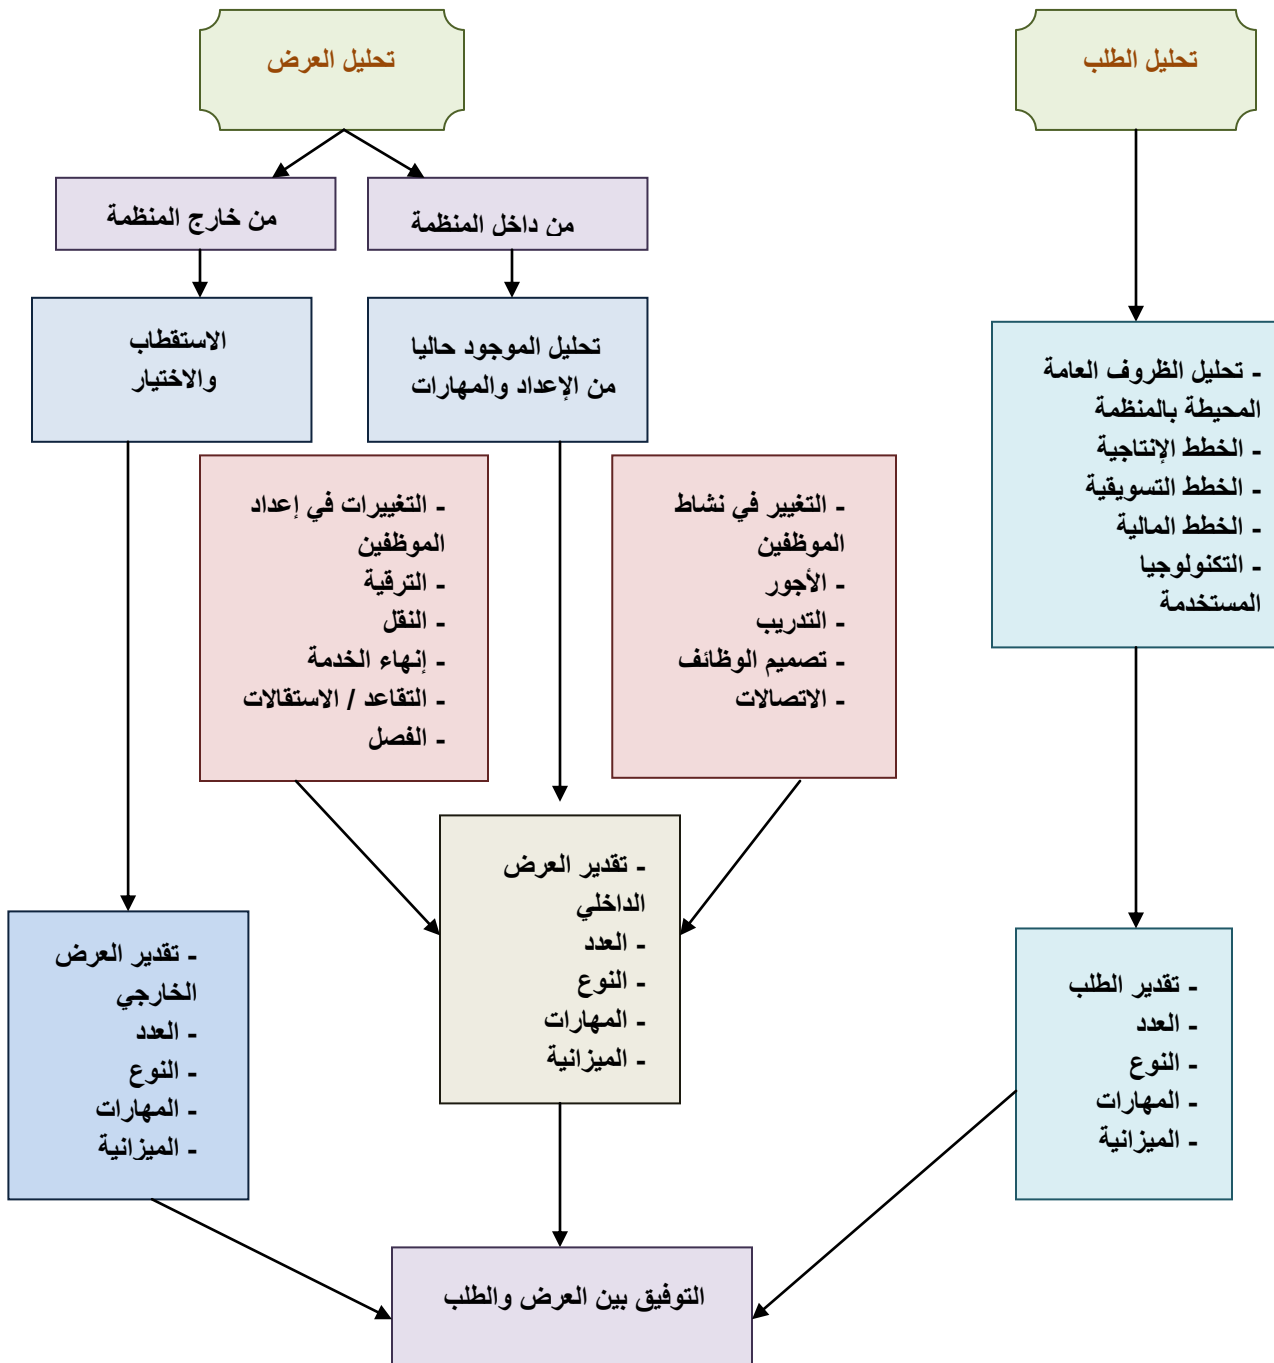 تحليل الطلب
تحليل العرض
من داخل المنظمة
من خارج المنظمة
تحليل الموجود حاليا
من الإعداد والمهارات
الاستقطاب
والاختيار
- تحليل الظروف العامة
المحيطة بالمنظمة
- الخطط الإنتاجية
- الخطط التسويقية
- الخطط المالية
- التكنولوجيا
المستخدمة
- التغيير في نشاط
الموظفين
- الأجور
- التدريب
- تصميم الوظائف
- الاتصالات
- التغييرات في إعداد
الموظفين
- الترقية
- النقل
- إنهاء الخدمة
- التقاعد / الاستقالات
- الفصل
- تقدير الطلب
- العدد
- النوع
- المهارات
- الميزانية
- تقدير العرض
الداخلي
- العدد
- النوع
- المهارات
- الميزانية
- تقدير العرض
الخارجي
- العدد
- النوع
- المهارات
- الميزانية
التوفيق بين العرض والطلب